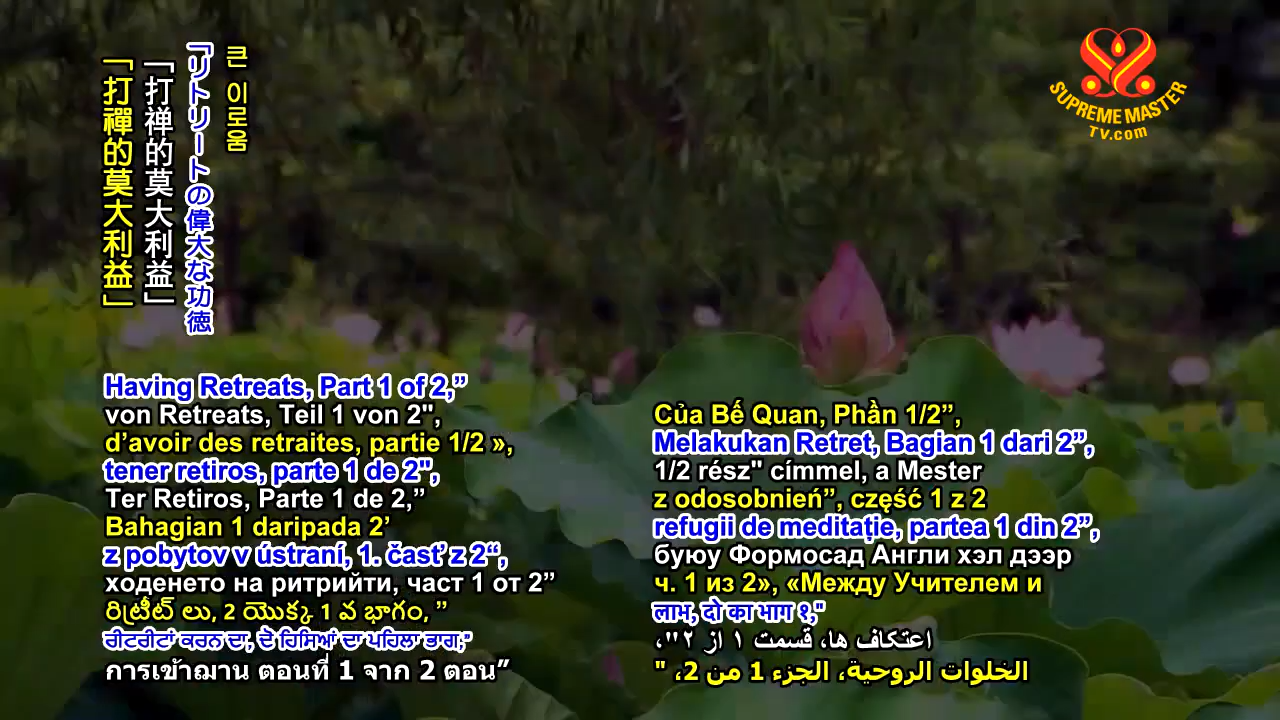 「打禪的莫大利益」
「打禅的莫大利益」
「リトリートの偉大な功徳
큰 이로움
SUPREME MASTER
TV.com
Having Retreats, Part 1 of 2,”
von Retreats, Teil 1 von 2",
d’avoir des retraites, partie 1/2 »,
tener retiros, parte 1 de 2",
Ter Retiros, Parte 1 de 2,”
Bahagian 1 daripada 2’
z pobytov v ústraní, 1. časť z 2“,
ходенето на ритрийти, част 1 от 2”
రిట్రీట్ లు, 2 యొక్క 1 వ భాగం,”
ਰੀਟਰੀਟਾਂ ਕਰਨ ਦਾ, ਦੋ ਹਿਸਿਆਂ ਦਾ ਪਹਿਲਾ ਭਾਗ,”
การเข้าฌาน ตอนที่ 1 จาก 2 ตอน”
Của Bế Quan, Phần 1/2”,
Melakukan Retret, Bagian 1 dari 2”,
1/2 rész" címmel, a Mester
z odosobnień”, część 1 z 2
refugii de meditație, partea 1 din 2”,
буюу Формосад Англи хэл дээр
ч. 1 из 2», «Между Учителем и
लाभ, दो का भाग १,"
اعتکاف ها، قسمت ۱ از ۲"،
الخلوات الروحية، الجزء 1 من 2، "